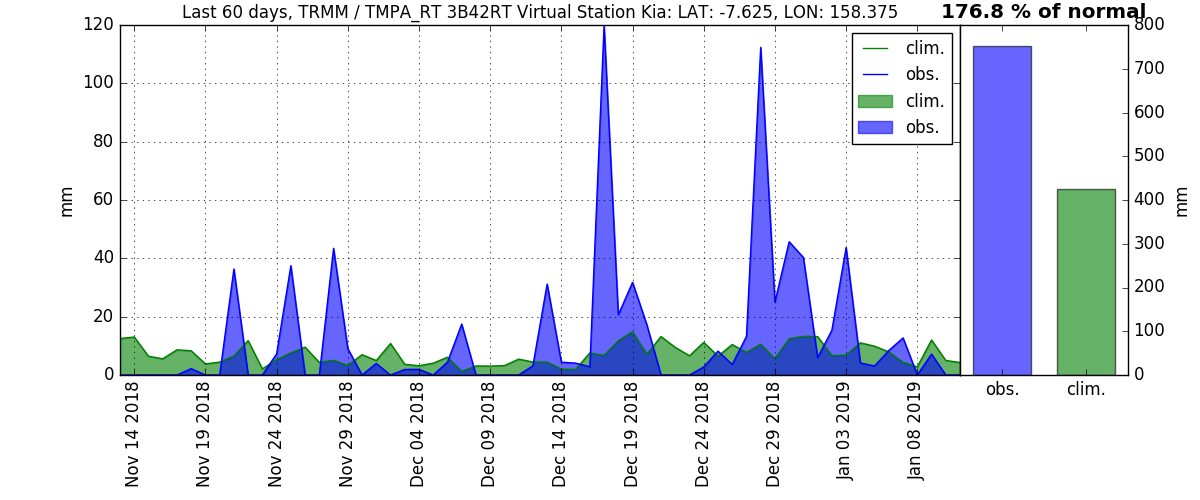 Last 60 days, TRMM / TMPA_RT 3B42RT Virtual Station Kia: LAT: -7.625, LON: 158.375
176.8 % of normal
120
100
80
60
40
20
0
mm
clim.
obs.
clim.
obs.
800
700
600
500
400
300
200
100
0
mm
obs.
clim.
Nov 14 2018
Nov 19 2018
Nov 24 2018
Nov 29 2018
Dec 04 2018
Dec 09 2018
Dec 14 2018
Dec 19 2018
Dec 24 2018
Dec 29 2018
Jan 03 2019
Jan 08 2019